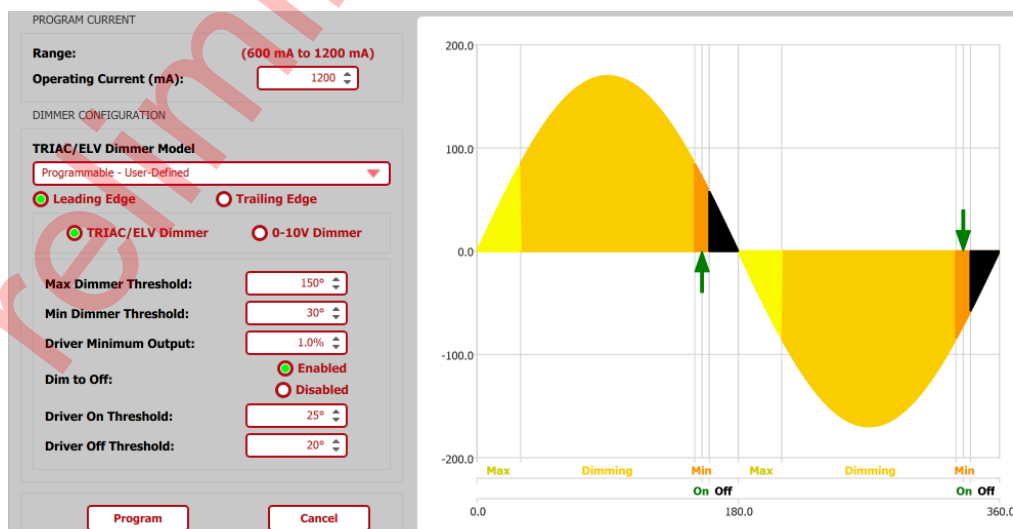 PROGRAM CURRENT
Range: (600 mA to 1200 mA)
Operating Current (mA): 1200
DIMMER CONFIGURATION
TRIAC/ELV Dimmer Model
Programmable - User-Defined
Leading Edge Trailing Edge
TRIAC/ELV Dimmer 0-10V Dimmer
Max Dimmer Threshold: 150°
Min Dimmer Threshold: 30°
Driver Minimum Output: 1.0%
Dim to Off: Enabled
Disabled
Driver On Threshold: 25°
Driver Off Threshold: 20°
Program Cancel
200.0
100.0
0.0
-100.0
-200.0
Max Dimming Min Max Dimming Min
On Off On Off
0.0 180.0 360.0
relimi